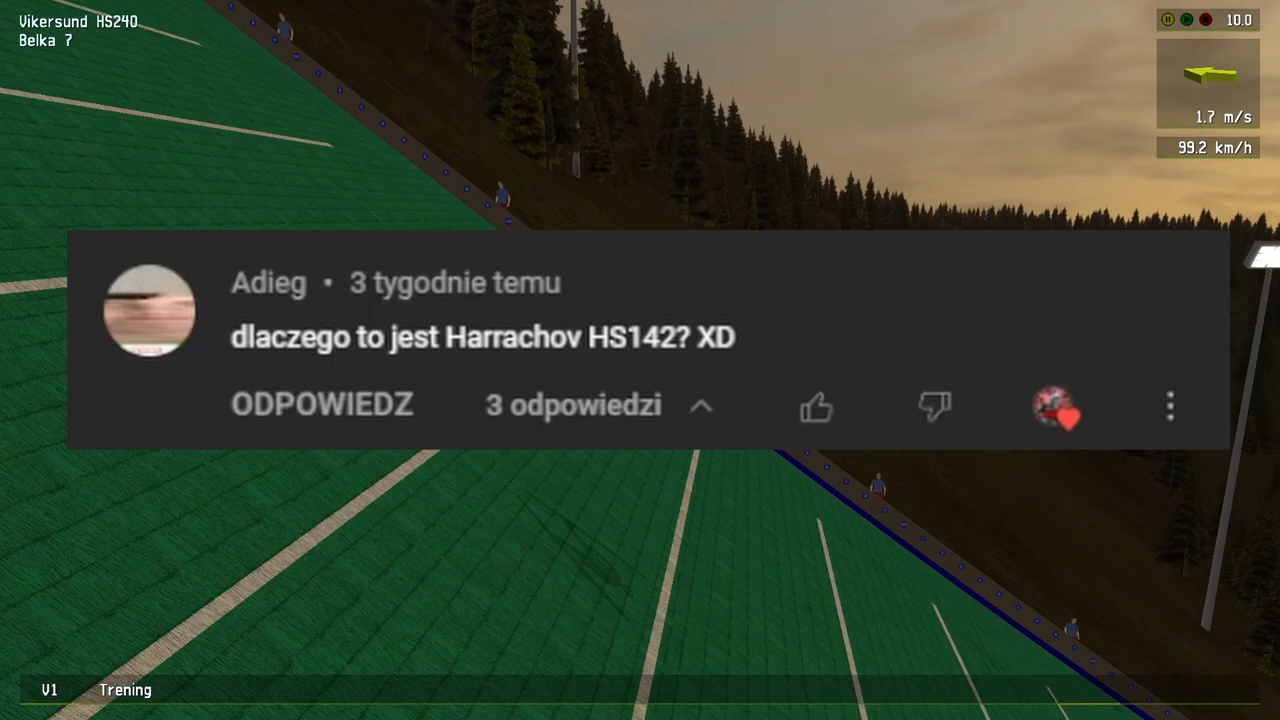 Vikersund HS240
Belka 7
10.0
1.7 m/s
99.2 km/h
Adieg • 3 tygodnie temu
dlaczego to jest Harrachov HS142? XD
ODPOWIEDZ 3 odpowiedzi
V1 Trening